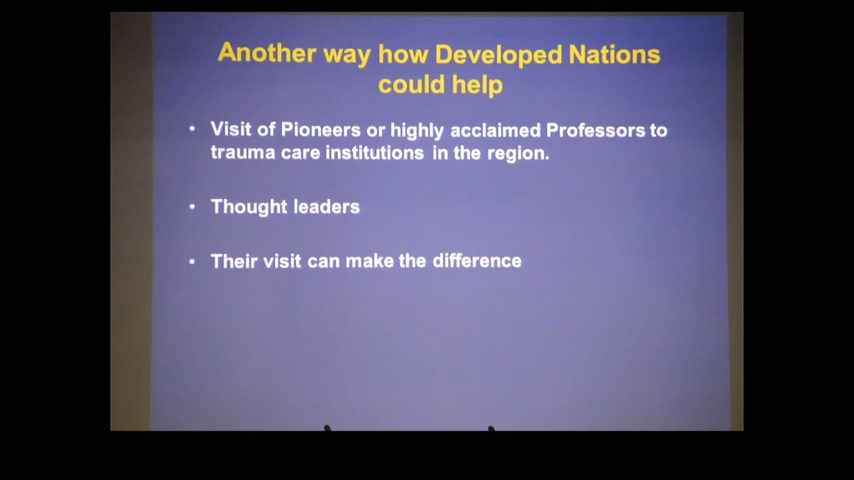 Another way how Developed Nations
could help
• Visit of Pioneers or highly acclaimed Professors to
trauma care institutions in the region.
• Thought leaders
• Their visit can make the difference